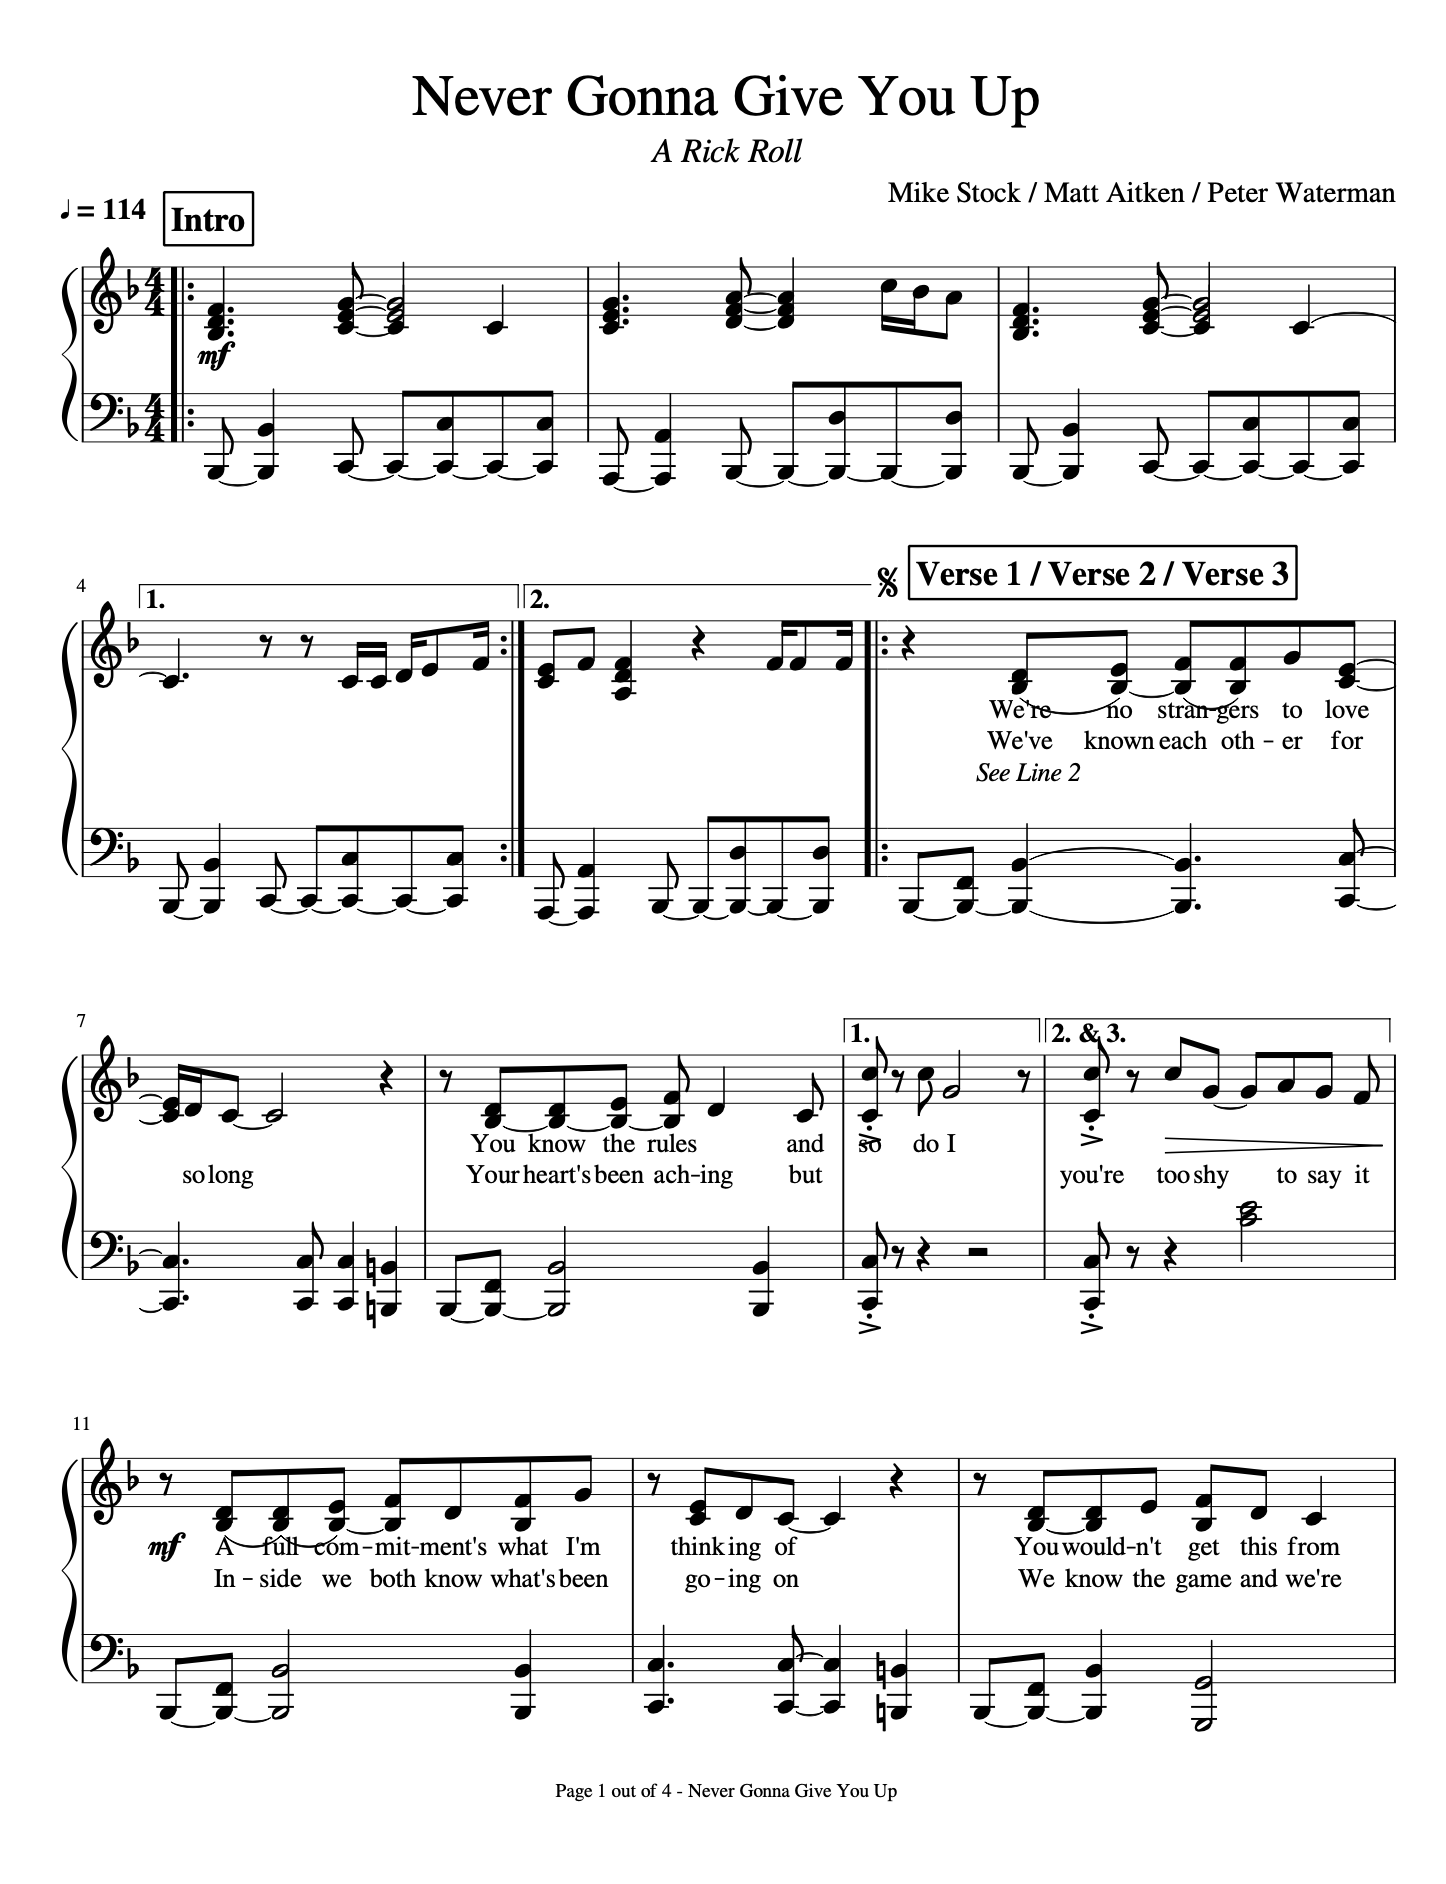 Never Gonna Give You Up
A Rick Roll
Mike Stock / Matt Aitken / Peter Waterman
♩ = 114 Intro
4
4
mf
4
4
4
1. 2. Verse 1 / Verse 2 / Verse 3
We're no stran-gers to love
We've known each oth - er for
See Line 2
7
1. 2. & 3.
You know the rules and so do I
so long Your heart's been ach-ing but you're too shy to say it
11
mf A full com-mit-ment's what I'm thinking of You would-n't get this from
In - side we both know what's been go-ing on We know the game and we're
Page 1 out of 4 - Never Gonna Give You Up